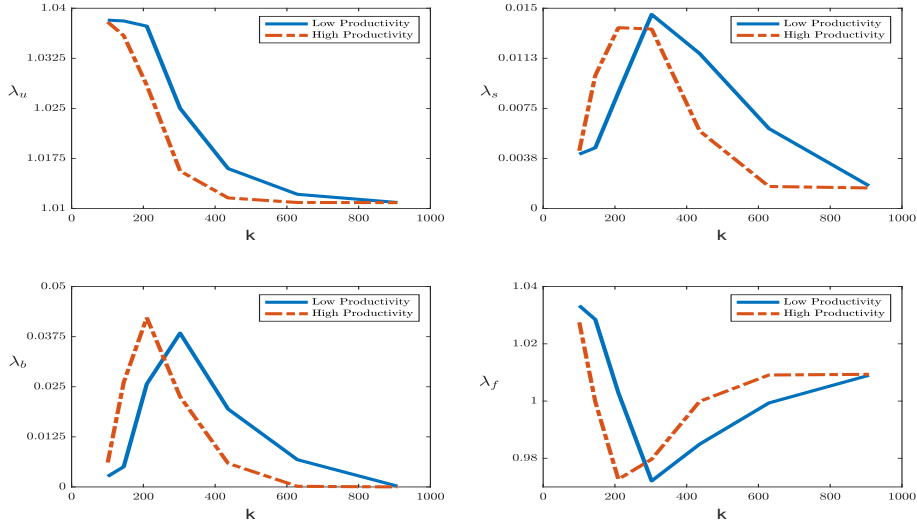 1.04
1.0325
1.025
1.0175
1.01
λu
0 200 400 600 800 1000
k
Low Productivity
High Productivity
0.015
0.0113
0.0075
0.0038
0
λs
0 200 400 600 800 1000
k
Low Productivity
High Productivity
0.05
0.0375
0.025
0.0125
0
λb
0 200 400 600 800 1000
k
Low Productivity
High Productivity
1.04
1.02
1
0.98
λf
0 200 400 600 800 1000
k
Low Productivity
High Productivity